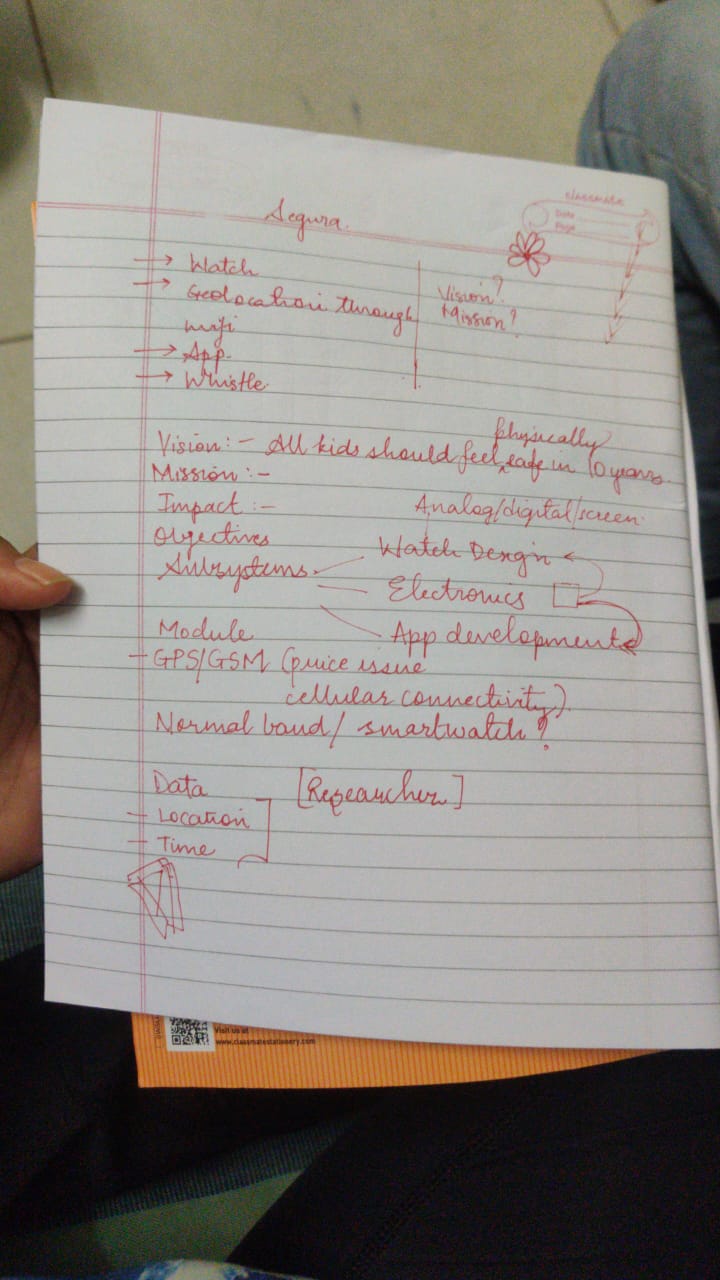 classmate
Date
Page
Segura.
→ Watch
→ Geolocation through
wifi
→ App.
→ Whistle.
Vision?
Mission?
physically
Vision :- All kids should feel ^ safe in 10 years.
Mission :-
Impact :-
Analog/digital/screen.
Objectives
Watch Design
Subsystems
Electronics
Module
App development
- GPS/GSM (price issue
cellular connectivity).
Normal band / smartwatch?
Data
[Researcher]
- Location
- Time
Visit us at
www.classmatestationery.com